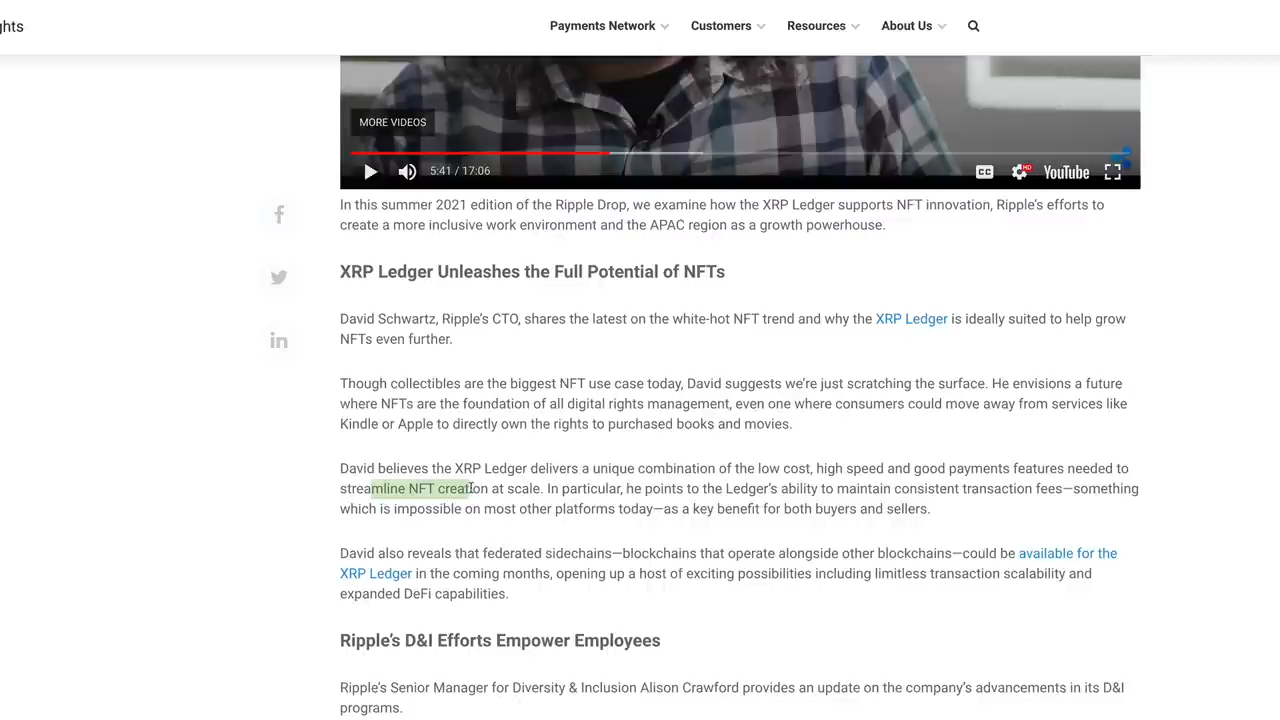 ghts
Payments Network
Customers
Resources
About Us
MORE VIDEOS
5:41 / 17:06
CC
HD
YouTube
In this summer 2021 edition of the Ripple Drop, we examine how the XRP Ledger supports NFT innovation, Ripple’s efforts to
create a more inclusive work environment and the APAC region as a growth powerhouse.
XRP Ledger Unleashes the Full Potential of NFTs
David Schwartz, Ripple’s CTO, shares the latest on the white-hot NFT trend and why the XRP Ledger is ideally suited to help grow
NFTs even further.
Though collectibles are the biggest NFT use case today, David suggests we’re just scratching the surface. He envisions a future
where NFTs are the foundation of all digital rights management, even one where consumers could move away from services like
Kindle or Apple to directly own the rights to purchased books and movies.
David believes the XRP Ledger delivers a unique combination of the low cost, high speed and good payments features needed to
streamline NFT creation at scale. In particular, he points to the Ledger’s ability to maintain consistent transaction fees—something
which is impossible on most other platforms today—as a key benefit for both buyers and sellers.
David also reveals that federated sidechains—blockchains that operate alongside other blockchains—could be available for the
XRP Ledger in the coming months, opening up a host of exciting possibilities including limitless transaction scalability and
expanded DeFi capabilities.
Ripple’s D&I Efforts Empower Employees
Ripple’s Senior Manager for Diversity & Inclusion Alison Crawford provides an update on the company’s advancements in its D&I
programs.